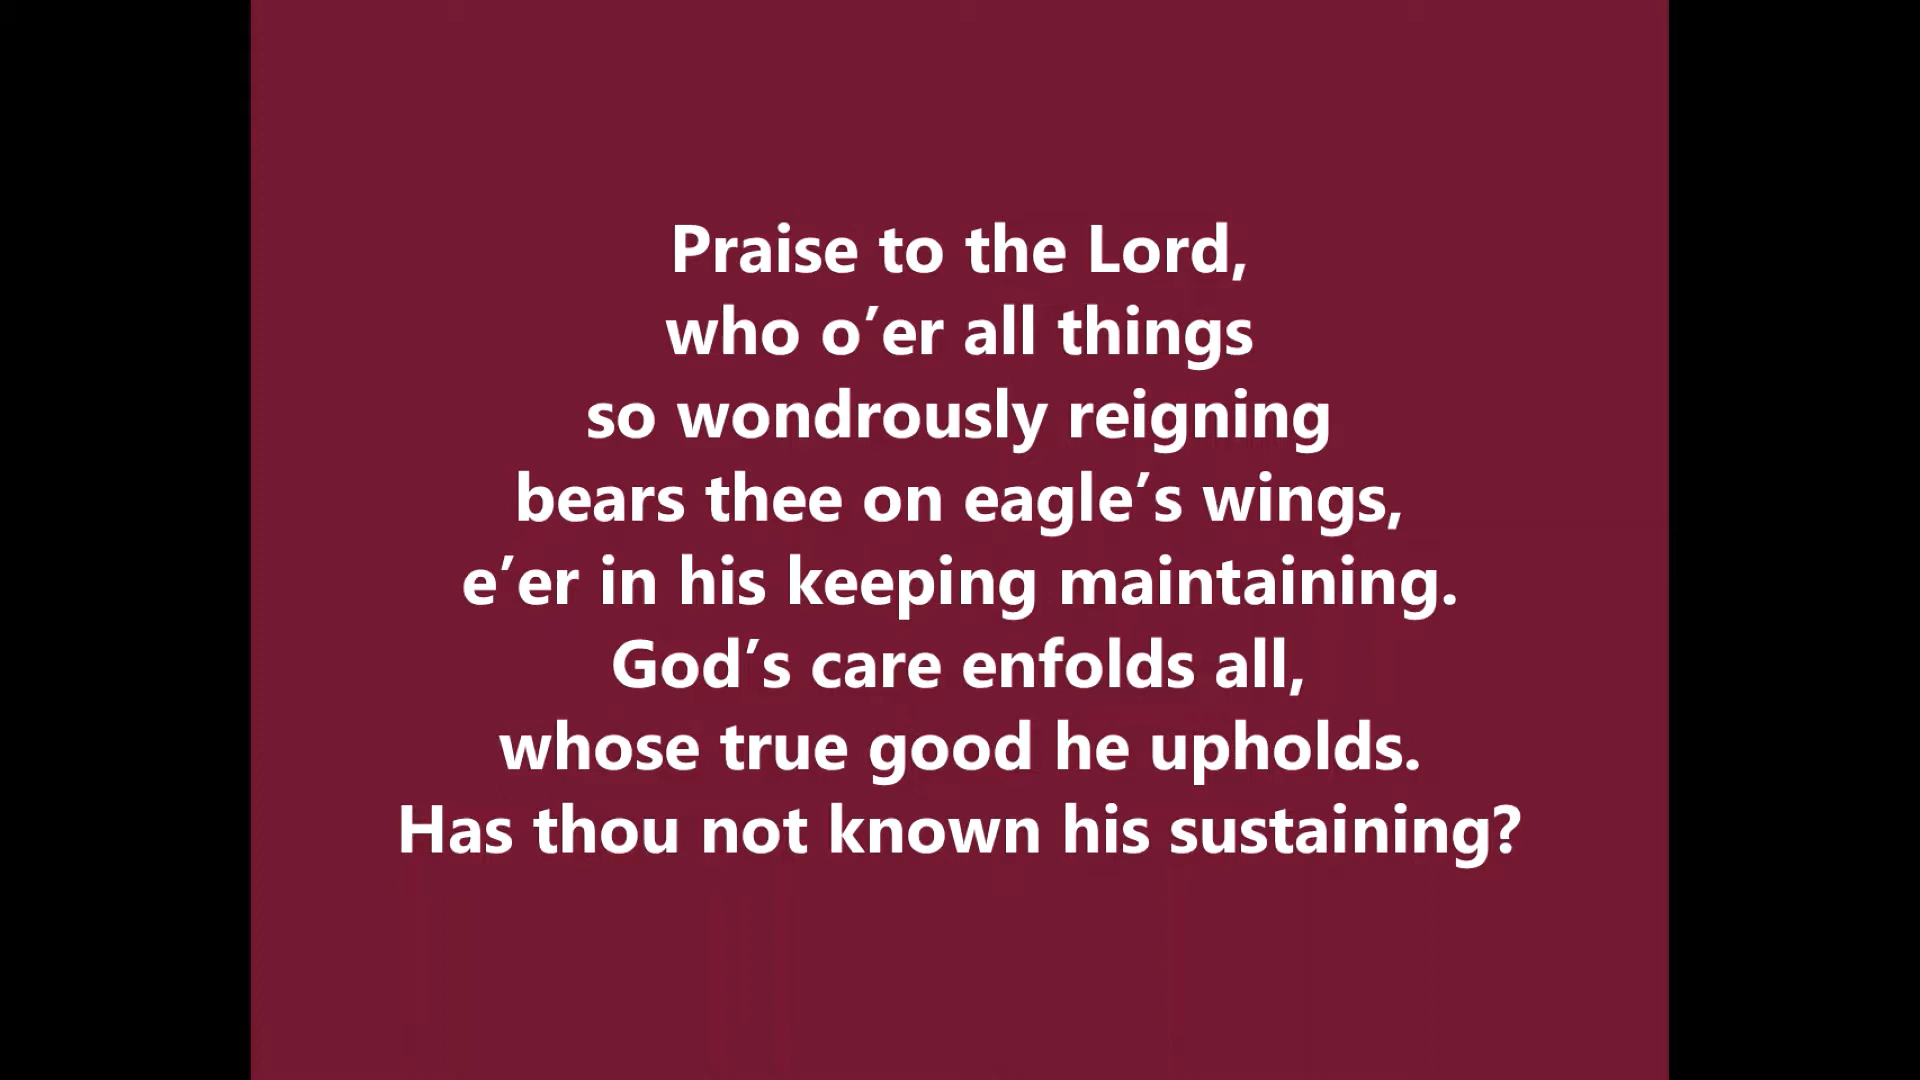 Praise to the Lord,
who o’er all things
so wondrously reigning
bears thee on eagle’s wings,
e’er in his keeping maintaining.
God’s care enfolds all,
whose true good he upholds.
Has thou not known his sustaining?